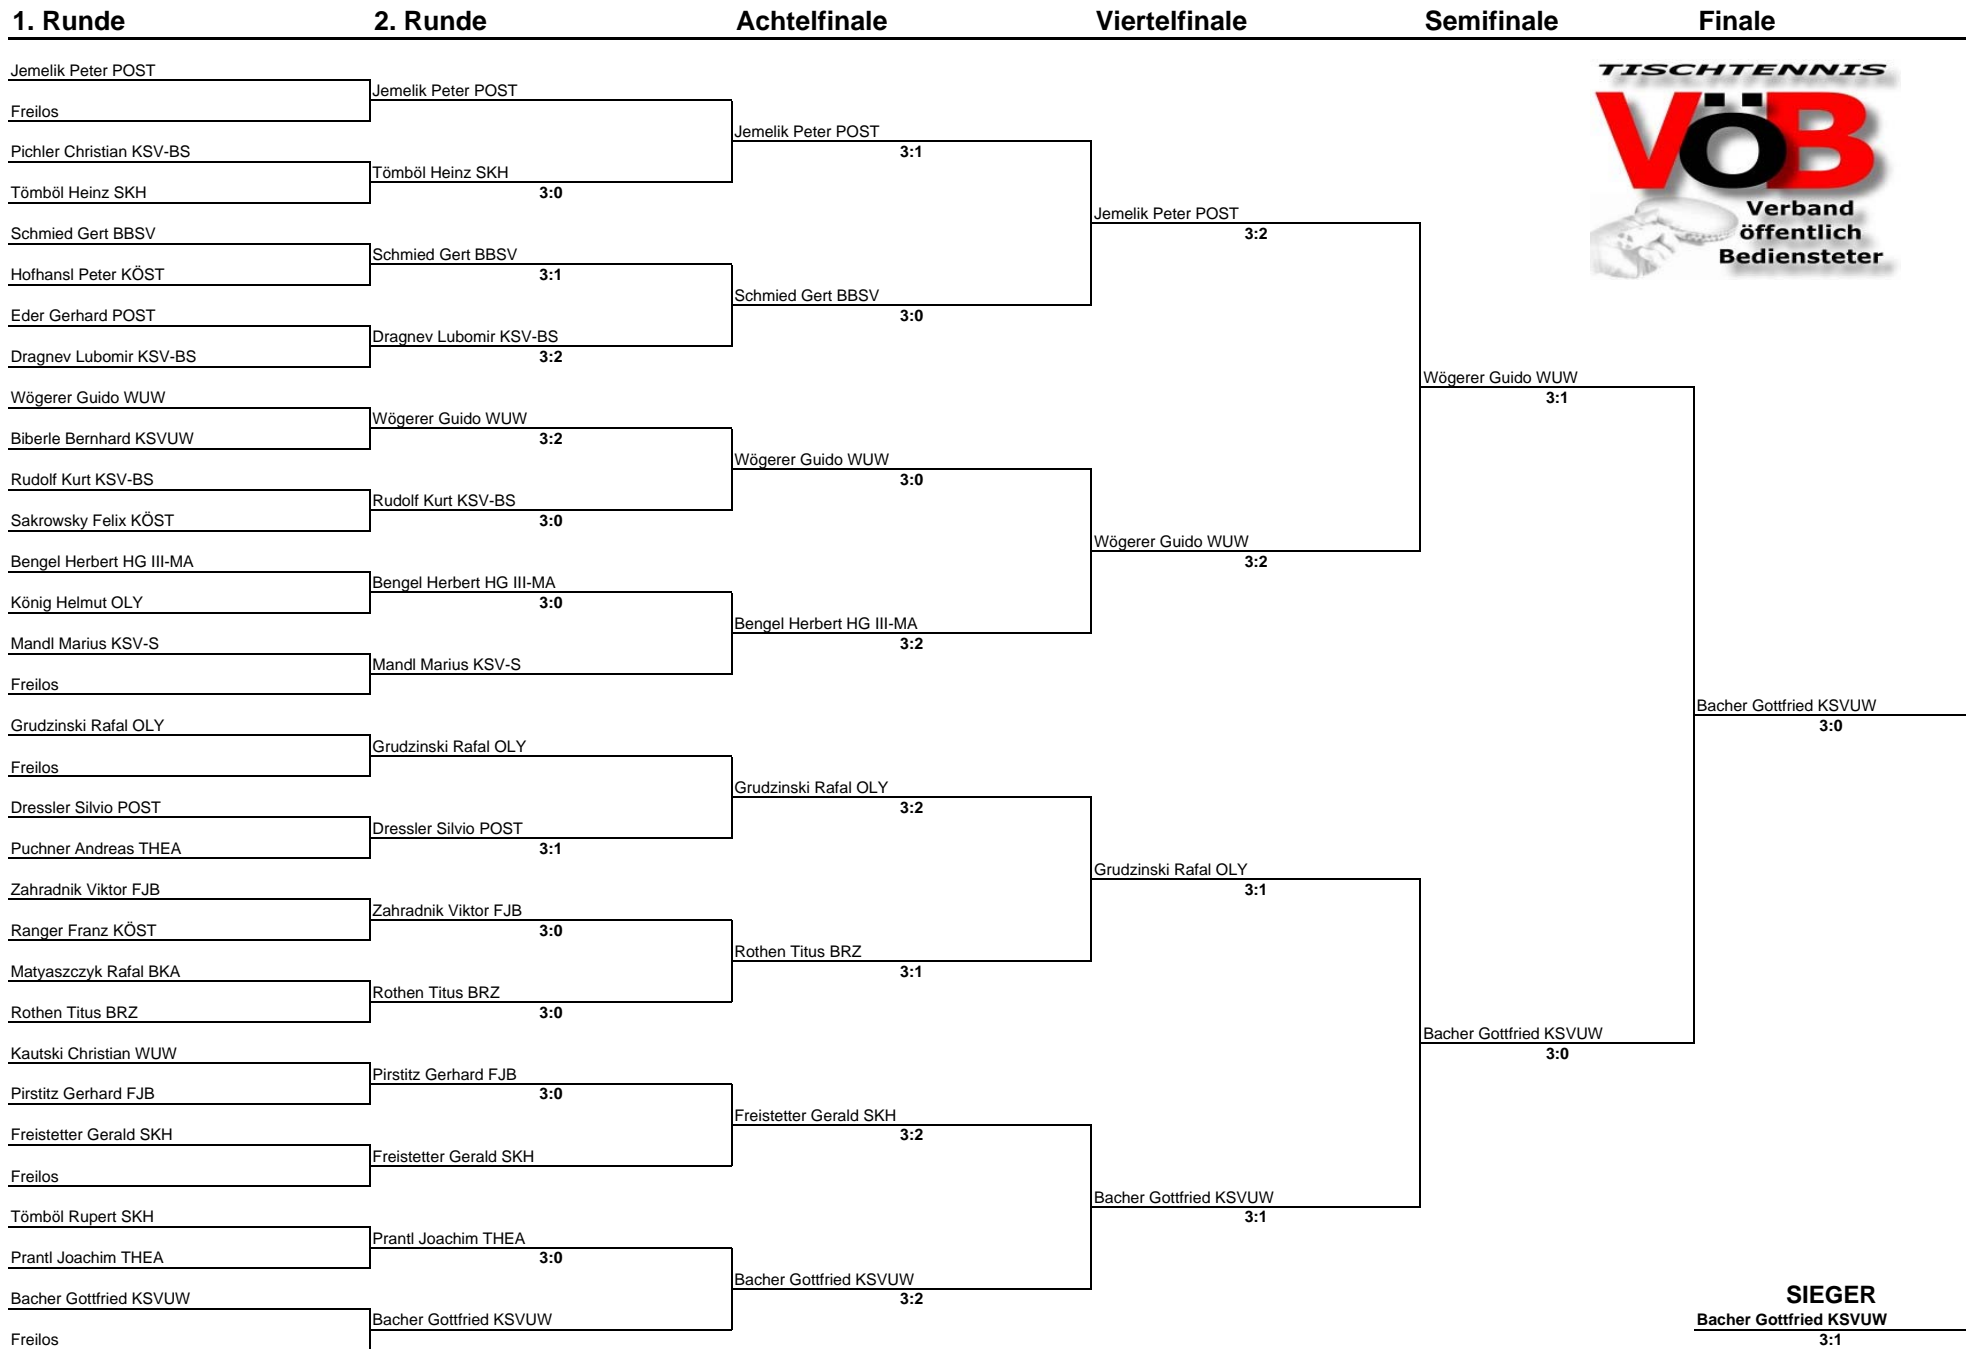 1. Runde 2. Runde Achtelfinale Viertelfinale Semifinale Finale
TISCHTENNIS
VöB
Verband
öffentlich
Bediensteter
Jemelik Peter POST
Freilos
Pichler Christian KSV-BS
Tömböl Heinz SKH
Schmied Gert BBSV
Hofhansl Peter KÖST
Eder Gerhard POST
Dragnev Lubomir KSV-BS
Wögerer Guido WUW
Biberle Bernhard KSVUW
Rudolf Kurt KSV-BS
Sakrowsky Felix KÖST
Bengel Herbert HG III-MA
König Helmut OLY
Mandl Marius KSV-S
Freilos
Grudzinski Rafal OLY
Freilos
Dressler Silvio POST
Puchner Andreas THEA
Zahradnik Viktor FJB
Ranger Franz KÖST
Matyaszczyk Rafal BKA
Rothen Titus BRZ
Kautski Christian WUW
Pirstitz Gerhard FJB
Freistetter Gerald SKH
Freilos
Tömböl Rupert SKH
Prantl Joachim THEA
Bacher Gottfried KSVUW
Freilos
Jemelik Peter POST
Tömböl Heinz SKH
3:0
Schmied Gert BBSV
3:1
Dragnev Lubomir KSV-BS
3:2
Wögerer Guido WUW
3:2
Rudolf Kurt KSV-BS
3:0
Bengel Herbert HG III-MA
3:0
Mandl Marius KSV-S
Grudzinski Rafal OLY
Dressler Silvio POST
3:1
Zahradnik Viktor FJB
3:0
Rothen Titus BRZ
3:0
Pirstitz Gerhard FJB
3:0
Freistetter Gerald SKH
Prantl Joachim THEA
3:0
Bacher Gottfried KSVUW
Jemelik Peter POST
3:1
Schmied Gert BBSV
3:0
Wögerer Guido WUW
3:0
Bengel Herbert HG III-MA
3:2
Grudzinski Rafal OLY
3:2
Rothen Titus BRZ
3:1
Freistetter Gerald SKH
3:2
Bacher Gottfried KSVUW
3:2
Jemelik Peter POST
3:2
Wögerer Guido WUW
3:2
Grudzinski Rafal OLY
3:1
Bacher Gottfried KSVUW
3:1
Wögerer Guido WUW
3:1
Bacher Gottfried KSVUW
3:0
Bacher Gottfried KSVUW
3:0
SIEGER
Bacher Gottfried KSVUW
3:1